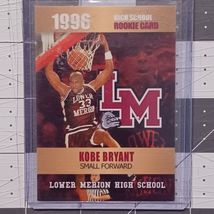 1996
HIGH SCHOOL
ROOKIE CARD
LOWER
MERION
33
LM
KOBE BRYANT
SMALL FORWARD
LOWER MERION HIGH SCHOOL